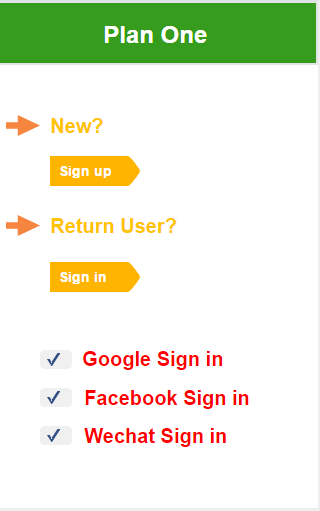 Plan One
New?
Sign up
Return User?
Sign in
Google Sign in
Facebook Sign in
Wechat Sign in